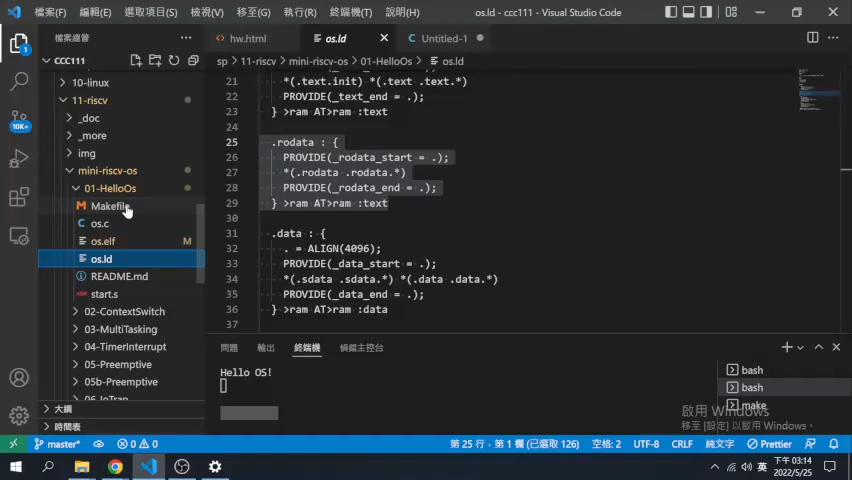 檔案(F) 編輯(E) 選取項目(S) 檢視(V) 移至(G) 執行(R) 終端機(T) 說明(H) os.ld - ccc111 - Visual Studio Code
檔案總管
hw.html os.ld Untitled-1
CCC111
sp 11-riscv mini-riscv-os 01-HelloOs os.ld
10-linux
11-riscv
_doc
_more
img
mini-riscv-os
01-HelloOs
Makefile
os.c
os.elf M
os.ld
README.md
start.s
02-ContextSwitch
03-MultiTasking
04-TimerInterrupt
05-Preemptive
05b-Preemptive
06-IoTrap
大綱
時間表
1
10K+
21 *(.text.init) *(.text .text.*)
22 PROVIDE(_text_end = .);
23 } >ram AT>ram :text
24
25 .rodata : {
26 PROVIDE(_rodata_start = .);
27 *(.rodata .rodata.*)
28 PROVIDE(_rodata_end = .);
29 } >ram AT>ram :text
30
31 .data : {
32 . = ALIGN(4096);
33 PROVIDE(_data_start = .);
34 *(.sdata .sdata.*) *(.data .data.*)
35 PROVIDE(_data_end = .);
36 } >ram AT>ram :data
37
問題 輸出 終端機 偵錯主控台
Hello OS!
bash
bash
make
啟用 Windows
移至 [設定] 以啟用 Windows。
master* 0 0 第 25 行，第 1 欄 (已選取 126) 空格: 2 UTF-8 CRLF 純文字 Prettier
英 下午 03:14
2022/5/25